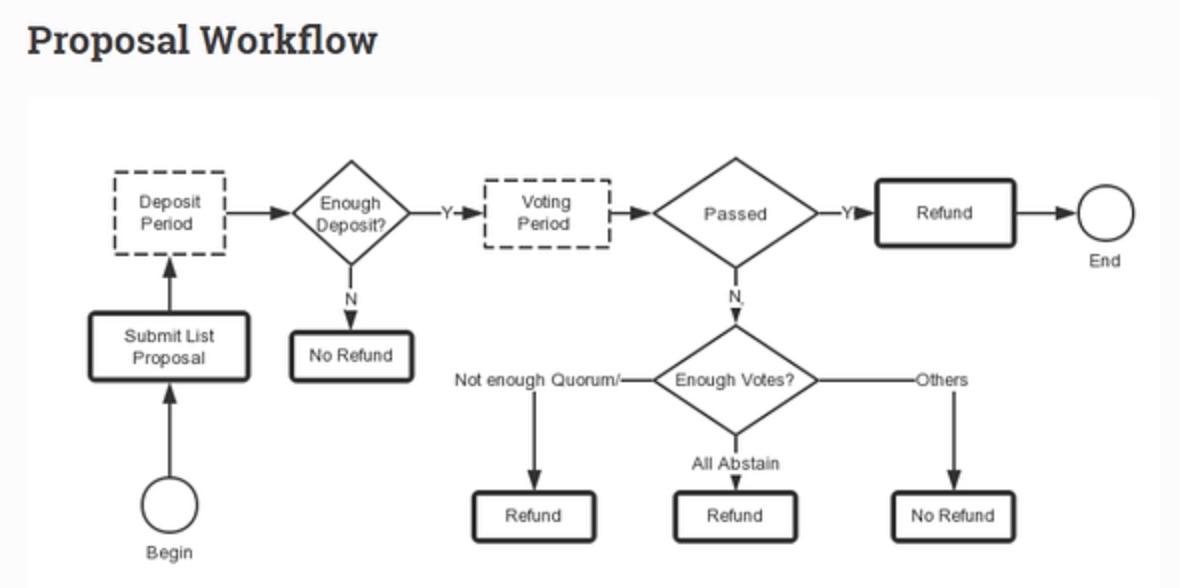 Proposal Workflow
Deposit
Period
Enough
Deposit?
Y
Voting
Period
Passed
Y
Refund
End
N
No Refund
N,
Submit List
Proposal
Not enough Quorum/
Enough Votes?
Others
All Abstain
Refund
Refund
No Refund
Begin